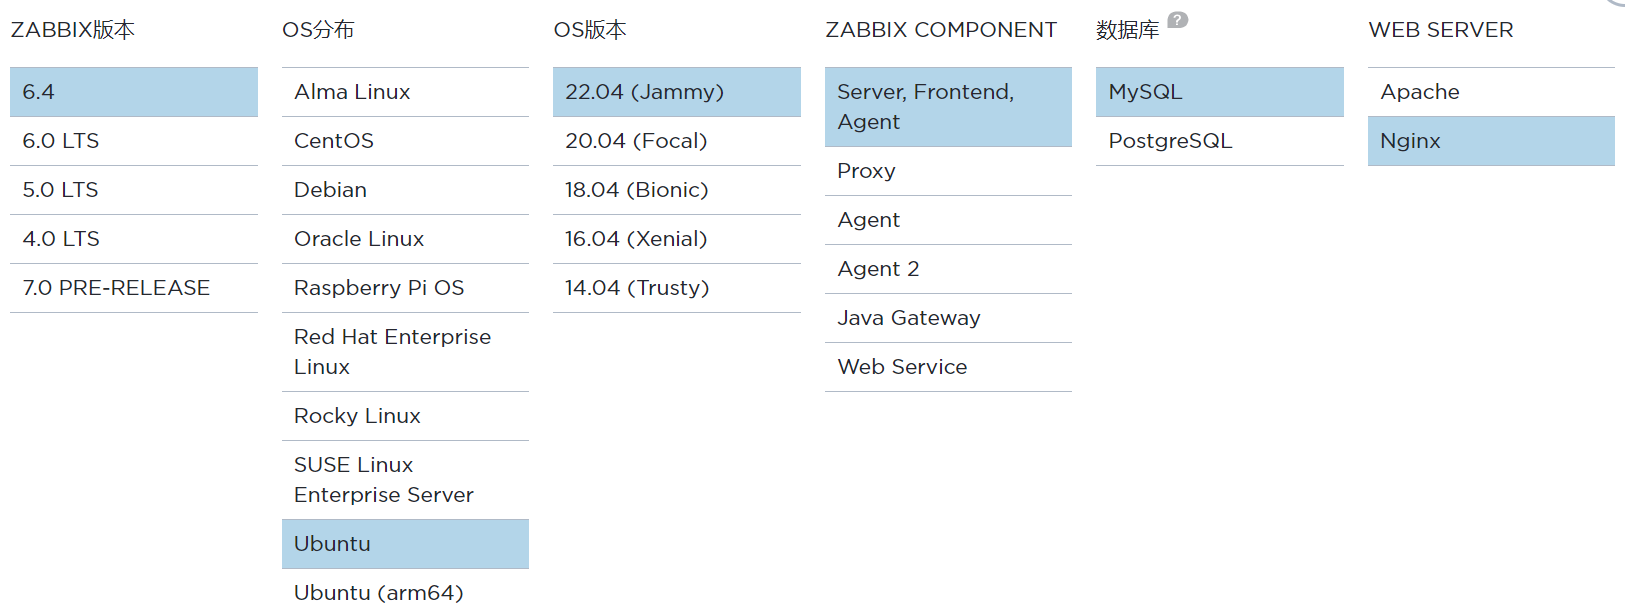 ZABBIX版本
6.4
6.0 LTS
5.0 LTS
4.0 LTS
7.0 PRE-RELEASE
OS分布
Alma Linux
CentOS
Debian
Oracle Linux
Raspberry Pi OS
Red Hat Enterprise
Linux
Rocky Linux
SUSE Linux
Enterprise Server
Ubuntu
Ubuntu (arm64)
OS版本
22.04 (Jammy)
20.04 (Focal)
18.04 (Bionic)
16.04 (Xenial)
14.04 (Trusty)
ZABBIX COMPONENT
Server, Frontend,
Agent
Proxy
Agent
Agent 2
Java Gateway
Web Service
数据库 ?
MySQL
PostgreSQL
WEB SERVER
Apache
Nginx